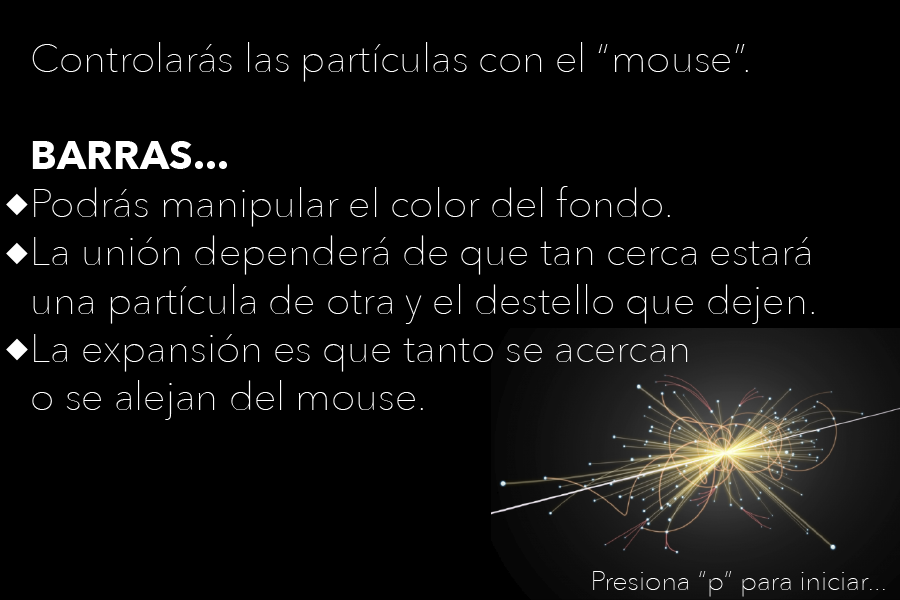 Controlarás las partículas con el “mouse”.
BARRAS...
◆Podrás manipular el color del fondo.
◆La unión dependerá de que tan cerca estará
una partícula de otra y el destello que dejen.
◆La expansión es que tanto se acercan
o se alejan del mouse.
Presiona “p” para iniciar...